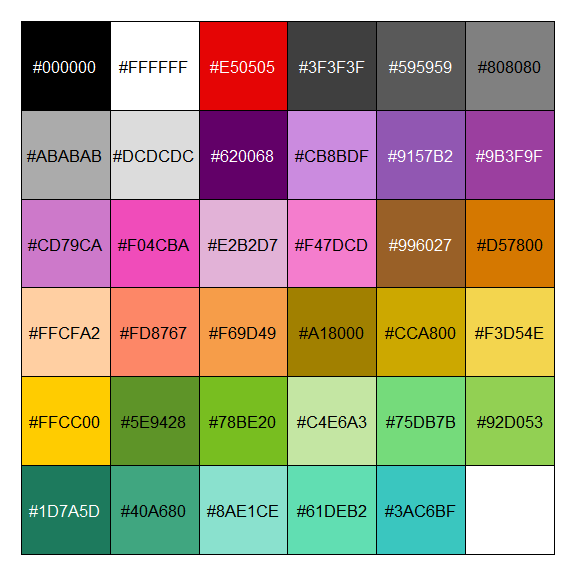 #000000 #FFFFFF #E50505 #3F3F3F #595959 #808080
#ABABAB #DCDCDC #620068 #CB8BDF #9157B2 #9B3F9F
#CD79CA #F04CBA #E2B2D7 #F47DCD #996027 #D57800
#FFCFA2 #FD8767 #F69D49 #A18000 #CCA800 #F3D54E
#FFCC00 #5E9428 #78BE20 #C4E6A3 #75DB7B #92D053
#1D7A5D #40A680 #8AE1CE #61DEB2 #3AC6BF